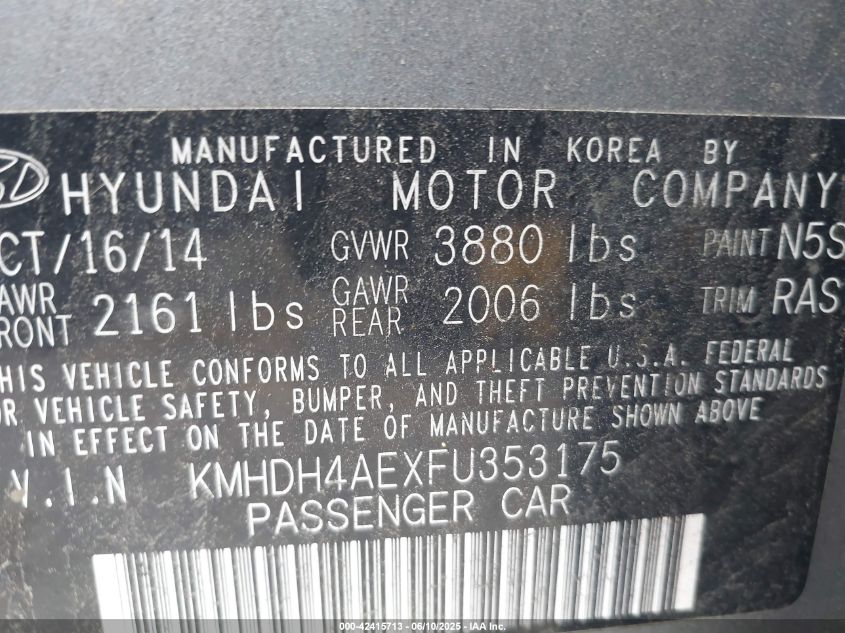 MANUFACTURED IN KOREA BY
HYUNDAI MOTOR COMPANY
CT/16/14 GVWR 3880 lbs PAINT N5S
AWR RONT 2161 lbs GAWR REAR 2006 lbs TRIM RAS
HIS VEHICLE CONFORMS TO ALL APPLICABLE U.S.A. FEDERAL
OR VEHICLE SAFETY, BUMPER, AND THEFT PREVENTION STANDARDS
IN EFFECT ON THE DATE OF MANUFACTURE SHOWN ABOVE
V.I.N KMHDH4AEXFU353175
PASSENGER CAR
000-42415713 - 06/10/2025 - IAA Inc.